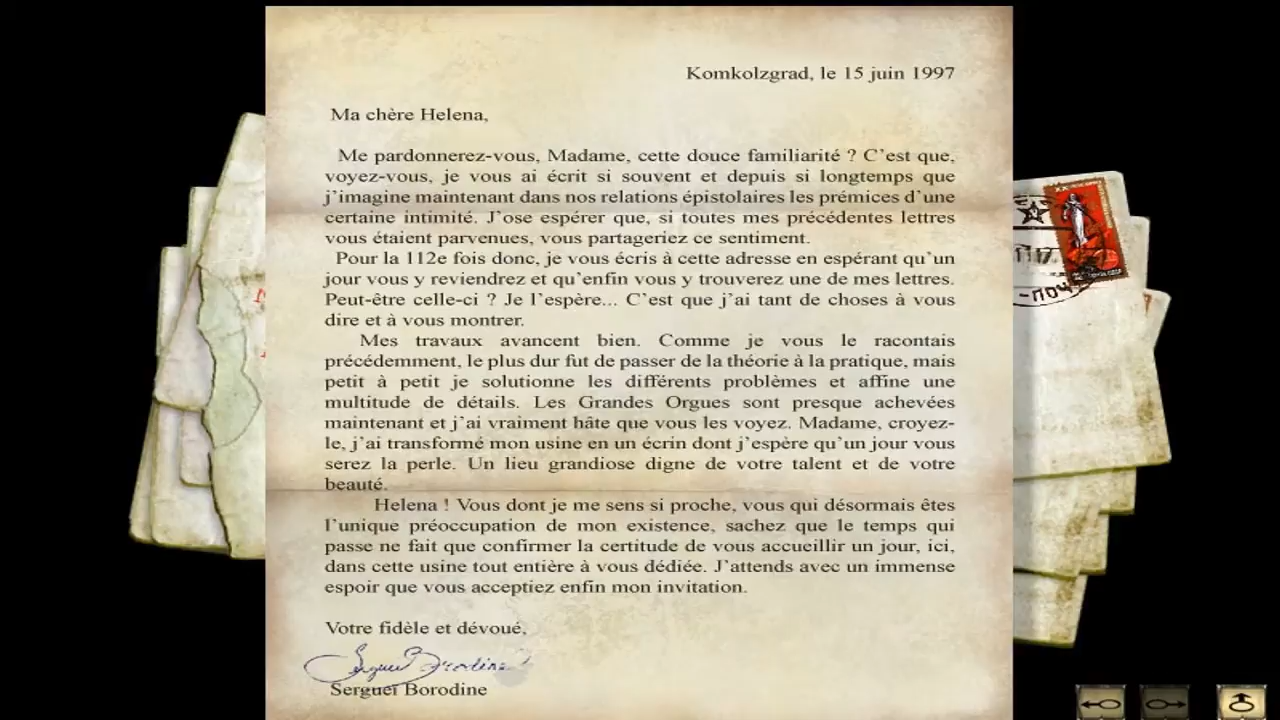 Komkolzgrad, le 15 juin 1997
Ma chère Helena,
Me pardonnerez-vous, Madame, cette douce familiarité ? C'est que,
voyez-vous, je vous ai écrit si souvent et depuis si longtemps que
j'imagine maintenant dans nos relations épistolaires les prémices d'une
certaine intimité. J'ose espérer que, si toutes mes précédentes lettres
vous étaient parvenues, vous partageriez ce sentiment.
Pour la 112e fois donc, je vous écris à cette adresse en espérant qu'un
jour vous y reviendrez et qu'enfin vous y trouverez une de mes lettres.
Peut-être celle-ci ? Je l'espère... C'est que j'ai tant de choses à vous
dire et à vous montrer.
Mes travaux avancent bien. Comme je vous le racontais
précédemment, le plus dur fut de passer de la théorie à la pratique, mais
petit à petit je solutionne les différents problèmes et affine une
multitude de détails. Les Grandes Orgues sont presque achevées
maintenant et j'ai vraiment hâte que vous les voyez. Madame, croyez-
le, j'ai transformé mon usine en un écrin dont j'espère qu'un jour vous
serez la perle. Un lieu grandiose digne de votre talent et de votre
beauté.
Helena ! Vous dont je me sens si proche, vous qui désormais êtes
l'unique préoccupation de mon existence, sachez que le temps qui
passe ne fait que confirmer la certitude de vous accueillir un jour, ici,
dans cette usine tout entière à vous dédiée. J'attends avec un immense
espoir que vous acceptiez enfin mon invitation.
Votre fidèle et dévoué,
Serguei Borodine
Sergueï Borodine